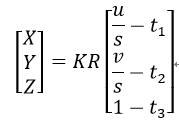 [X Y Z] = KR [u/s − t₁
v/s − t₂
1 − t₃]